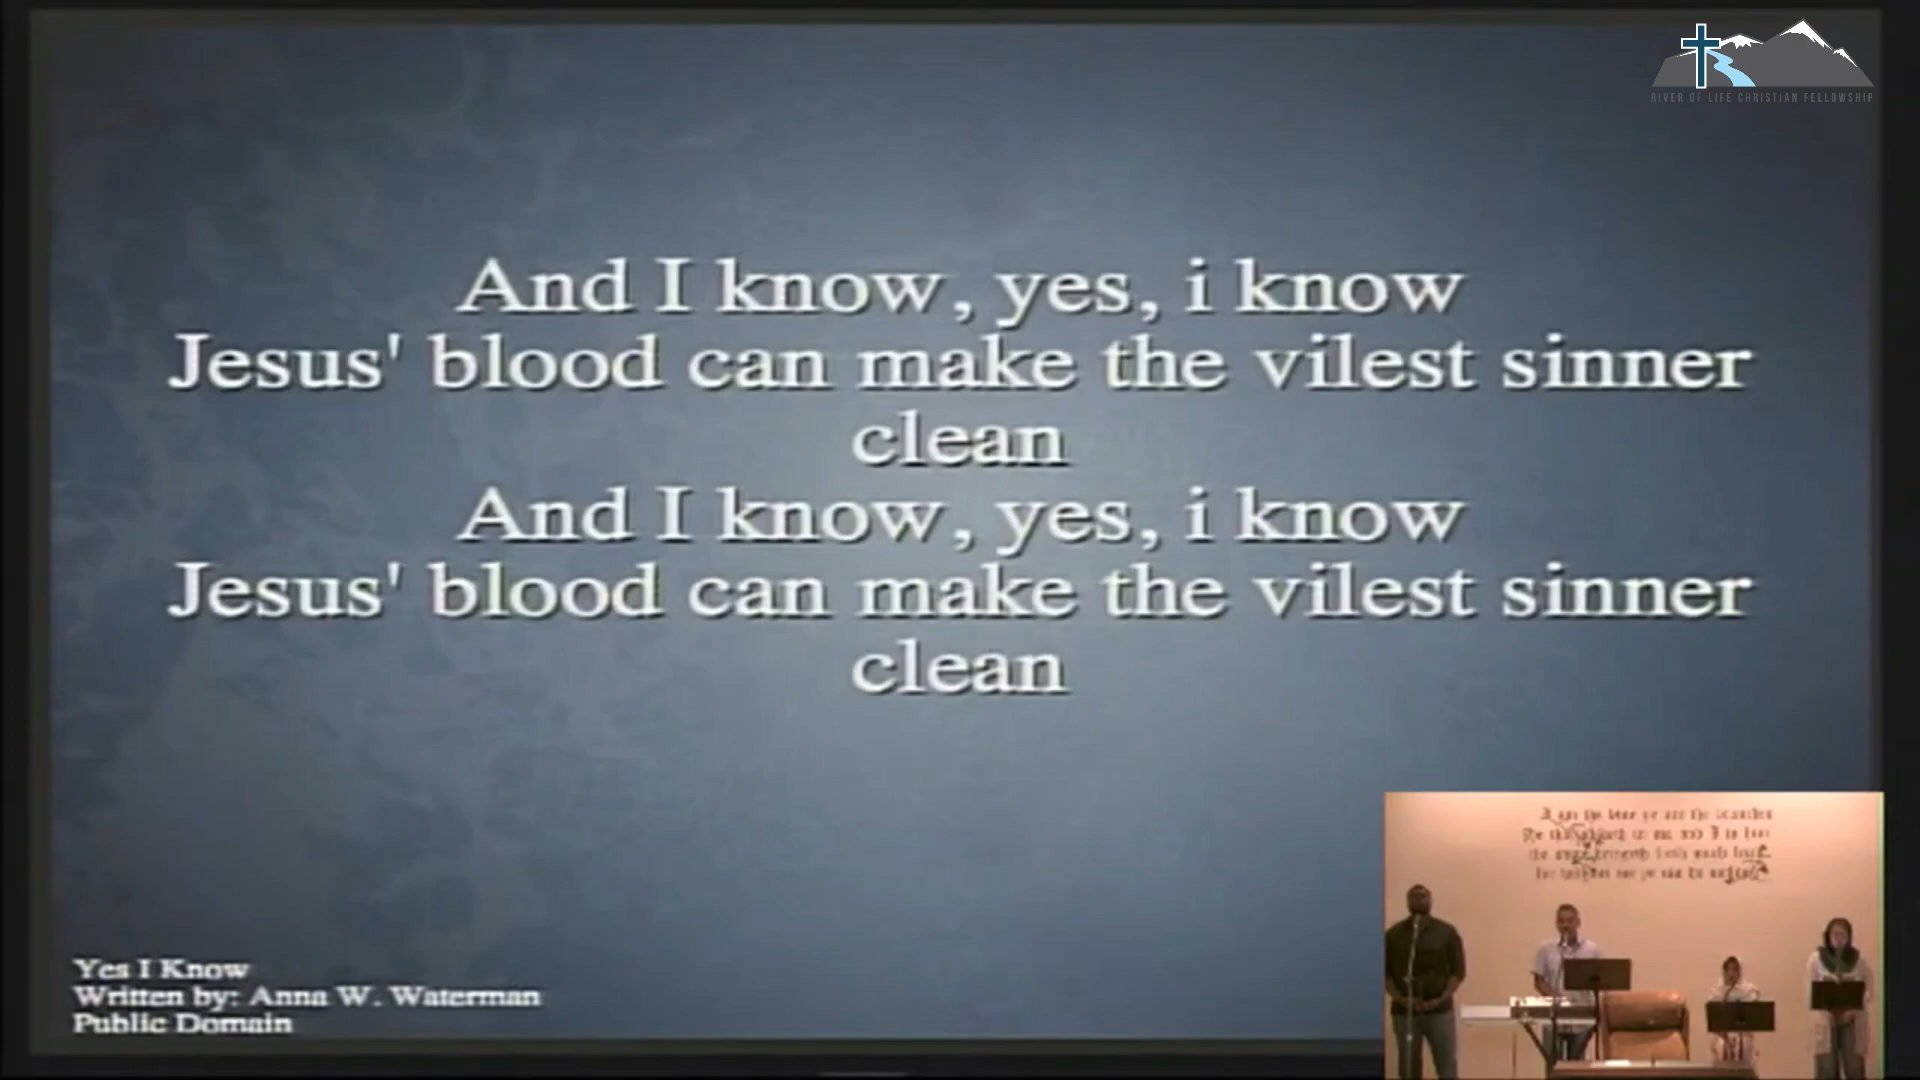 RIVER OF LIFE CHRISTIAN FELLOWSHIP
And I know, yes, i know
Jesus' blood can make the vilest sinner
clean
And I know, yes, i know
Jesus' blood can make the vilest sinner
clean
Yes I Know
Written by: Anna W. Waterman
Public Domain